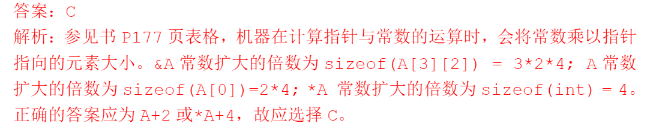 答案：C
解析：参见书 P177 页表格，机器在计算指针与常数的运算时，会将常数乘以指针
指向的元素大小。&A 常数扩大的倍数为 sizeof(A[3][2]) = 3*2*4; A 常数
扩大的倍数为 sizeof(A[0])=2*4; *A 常数扩大的倍数为 sizeof(int) = 4。
正确的答案应为 A+2 或*A+4，故应选择 C。